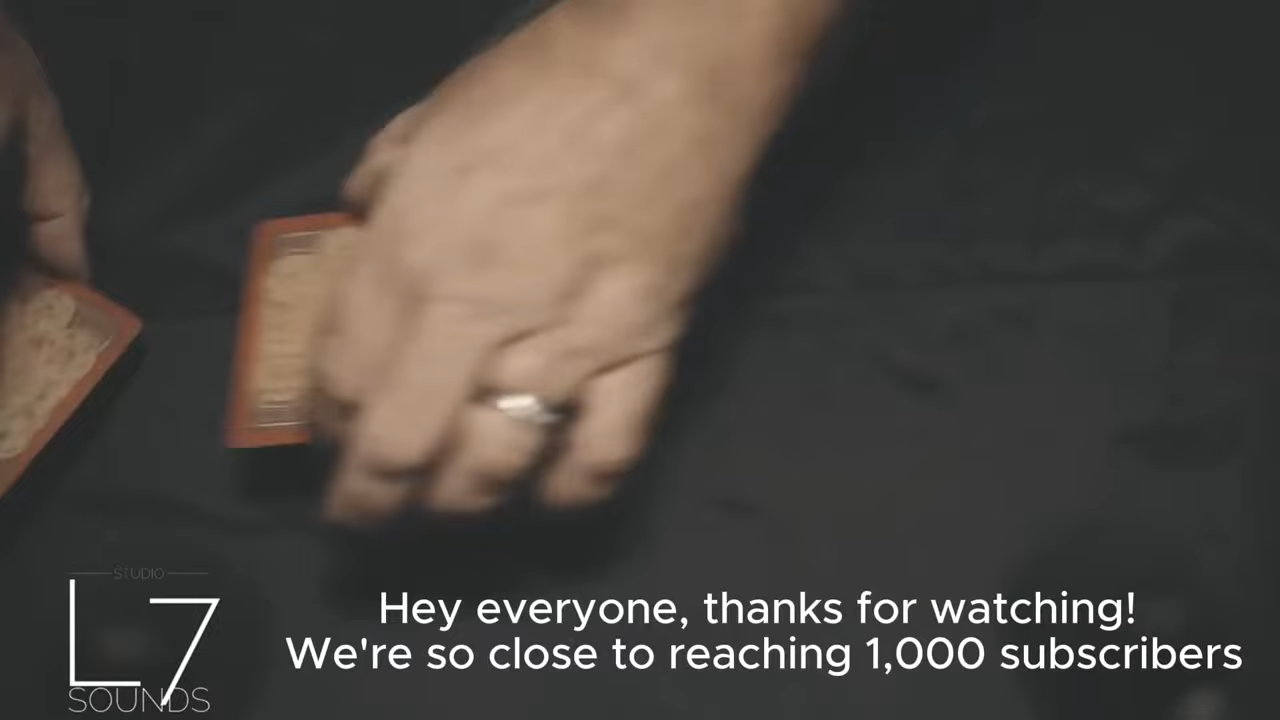 STUDIO
L7
SOUNDS
Hey everyone, thanks for watching!
We're so close to reaching 1,000 subscribers